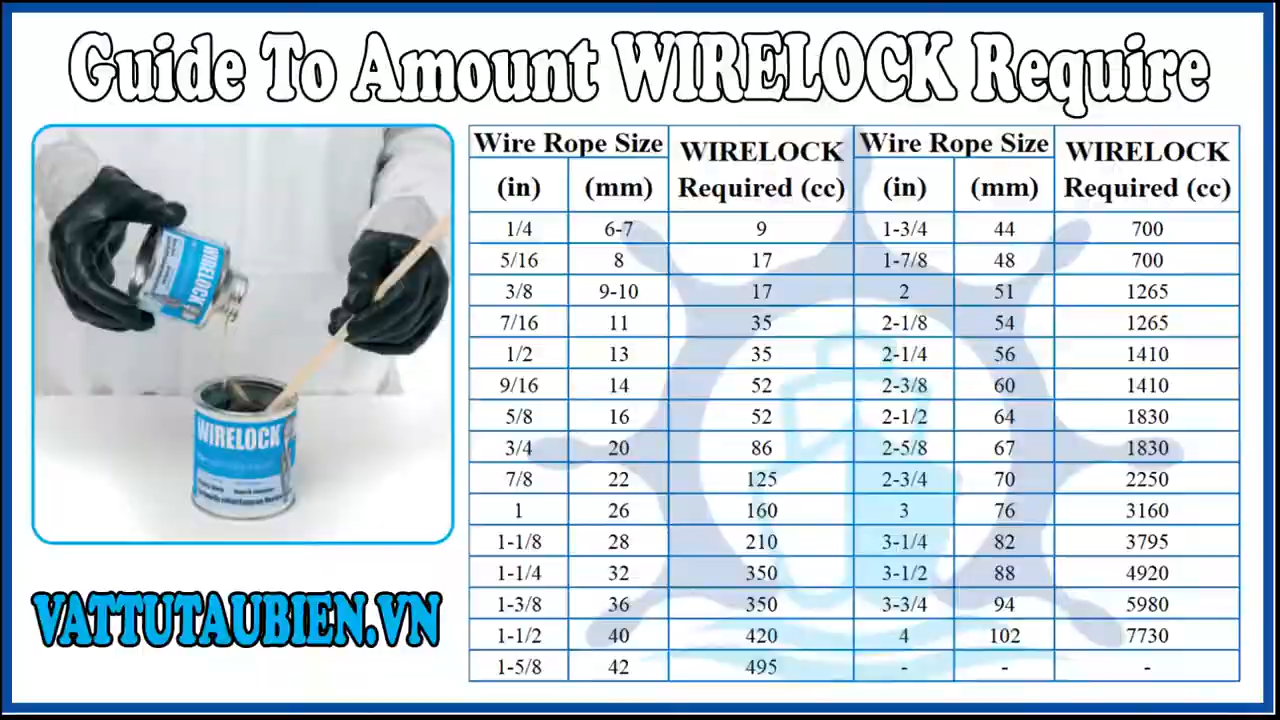 Guide To Amount WIRELOCK Require
WIRELOCK
WIRELOCK
VATTUTAUBIEN.VN
Wire Rope Size WIRELOCK Required (cc) Wire Rope Size WIRELOCK Required (cc)
(in) (mm) (in) (mm)
1/4 6-7 9 1-3/4 44 700
5/16 8 17 1-7/8 48 700
3/8 9-10 17 2 51 1265
7/16 11 35 2-1/8 54 1265
1/2 13 35 2-1/4 56 1410
9/16 14 52 2-3/8 60 1410
5/8 16 52 2-1/2 64 1830
3/4 20 86 2-5/8 67 1830
7/8 22 125 2-3/4 70 2250
1 26 160 3 76 3160
1-1/8 28 210 3-1/4 82 3795
1-1/4 32 350 3-1/2 88 4920
1-3/8 36 350 3-3/4 94 5980
1-1/2 40 420 4 102 7730
1-5/8 42 495 - - -